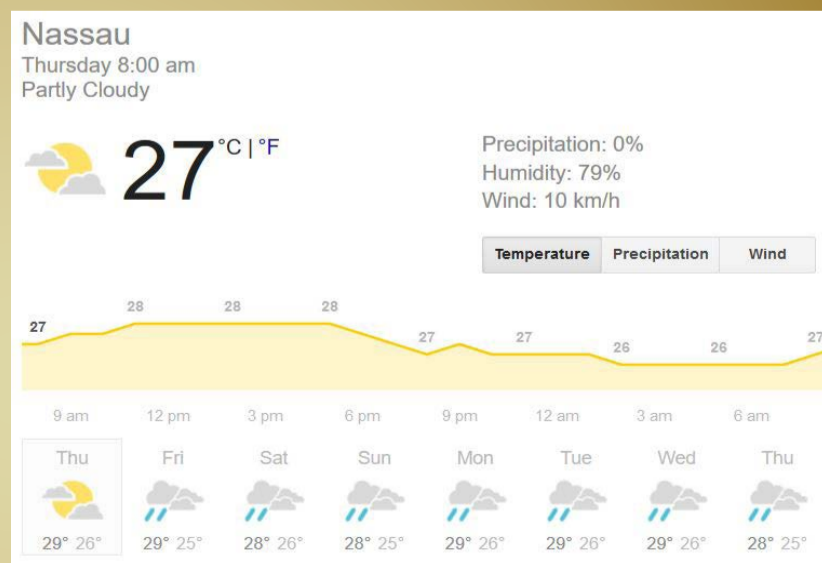 Nassau
Thursday 8:00 am
Partly Cloudy
27 °C | °F
Precipitation: 0%
Humidity: 79%
Wind: 10 km/h
Temperature Precipitation Wind
27 28 28 28 27 27 26 26 27
9 am 12 pm 3 pm 6 pm 9 pm 12 am 3 am 6 am
Thu Fri Sat Sun Mon Tue Wed Thu
29° 26° 29° 25° 28° 26° 28° 25° 29° 26° 29° 26° 29° 26° 28° 25°